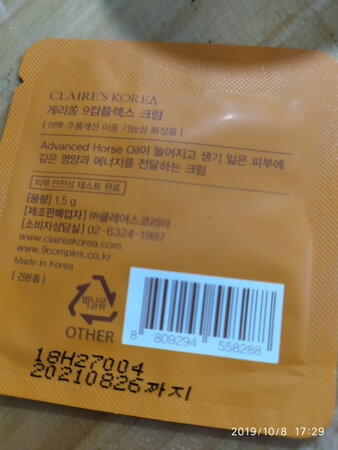 CLAIRE'S KOREA
게리쏭 9컴플렉스 크림
[ 미백·주름개선 이중 기능성 화장품 ]
Advanced Horse Oil이 늘어지고 생기 잃은 피부에
깊은 영양과 에너지를 전달하는 크림
피부 안전성 테스트 완료
[용량] 1.5 g
[제조판매업자] ㈜클레어스코리아
[소비자상담실] 02-6324-1997
www.claireskorea.com
www.9complex.co.kr
Made in Korea
[ 견본품 ]
비닐류
OTHER
8 809294 558288
18H27004
20210826까지
2019/10/8 17:29